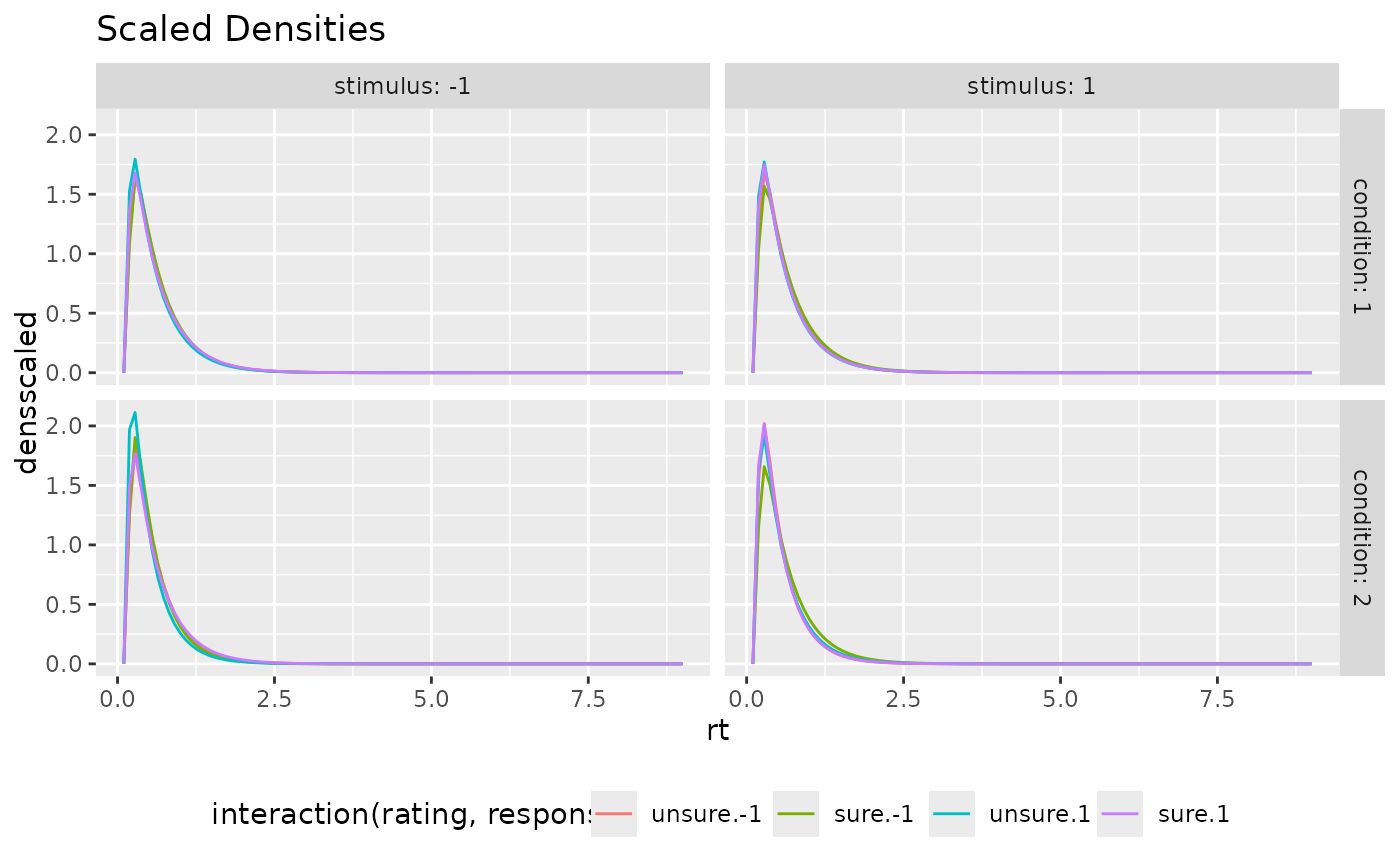 Scaled Densities
stimulus: -1
stimulus: 1
2.0
1.5
1.0
0.5
0.0
condition: 1
densscaled
2.0
1.5
1.0
0.5
0.0
condition: 2
0.0 2.5 5.0 7.5
0.0 2.5 5.0 7.5
rt
interaction(rating, respons unsure.-1 sure.-1 unsure.1 sure.1